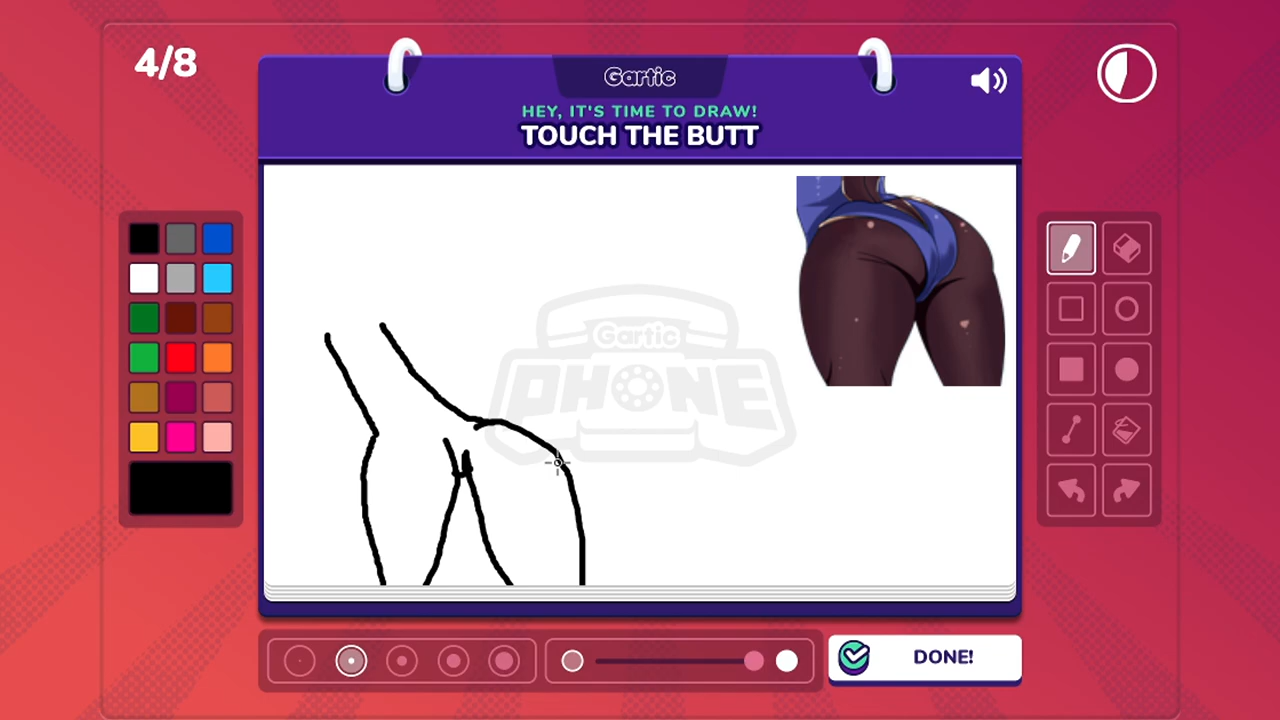 4/8
Gartic
HEY, IT'S TIME TO DRAW!
TOUCH THE BUTT
Gartic
PHONE
DONE!